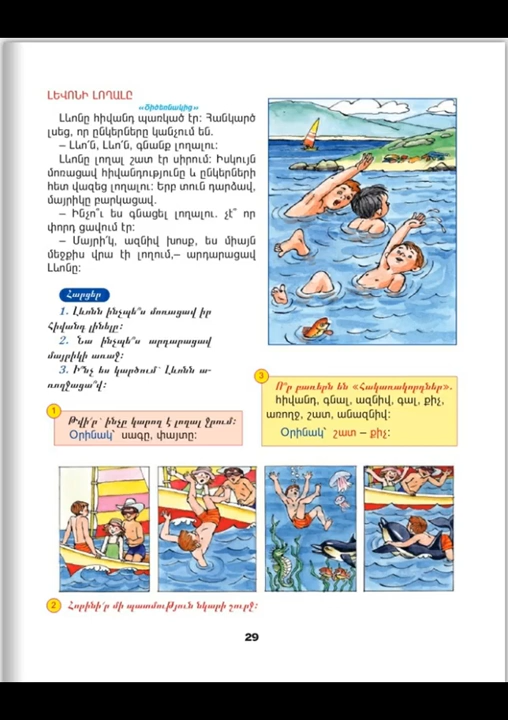 ԼԵՎՈՆԻ ԼՈՂԱԼԸ
«Ծիծեռնակից»
Լևոնը հիվանդ պառկած էր: Հանկարծ
լսեց, որ ընկերները կանչում են.
– Լևո՛ն, Լևո՛ն, գնանք լողալու:
Լևոնը լողալ շատ էր սիրում: Իսկույն
մոռացավ հիվանդությունը և ընկերների
հետ վազեց լողալու: Երբ տուն դարձավ,
մայրիկը բարկացավ.
– Ինչո՞ւ ես գնացել լողալու. չէ՞ որ
փորդ ցավում էր:
– Մայրի՛կ, ազնիվ խոսք, ես միայն
մեջքիս վրա էի լողում,– արդարացավ
Լևոնը:
Հարցեր
1. Լևոնն ինչպե՞ս մոռացավ իր
հիվանդ լինելը:
2. Նա ինչպե՞ս արդարացավ
մայրիկի առաջ:
3. Ի՞նչ ես կարծում՝ Լևոնն ա-
ռողջացա՞վ:
1
Թվի՛ր՝ ինչը կարող է լողալ ջրում:
Օրինակ՝ սագը, փայտը:
3
Ո՞ր բառերն են «Հակառակորդներ».
հիվանդ, գնալ, ազնիվ, գալ, քիչ,
առողջ, շատ, անազնիվ:
Օրինակ՝ շատ – քիչ:
2 Հորինի՛ր մի պատմություն նկարի շուրջ:
29